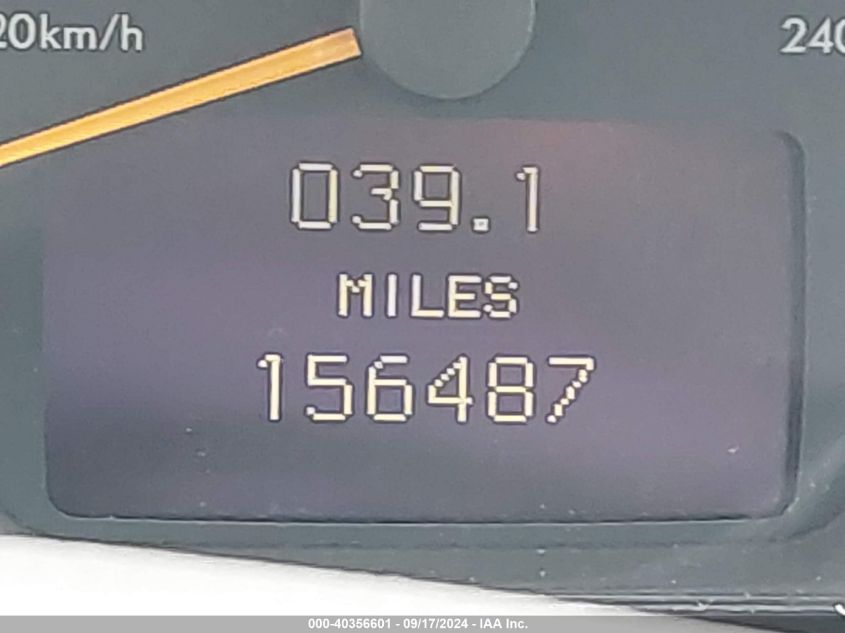 20km/h
240
039.1
MILES
156487
000-40356601 - 09/17/2024 - IAA Inc.